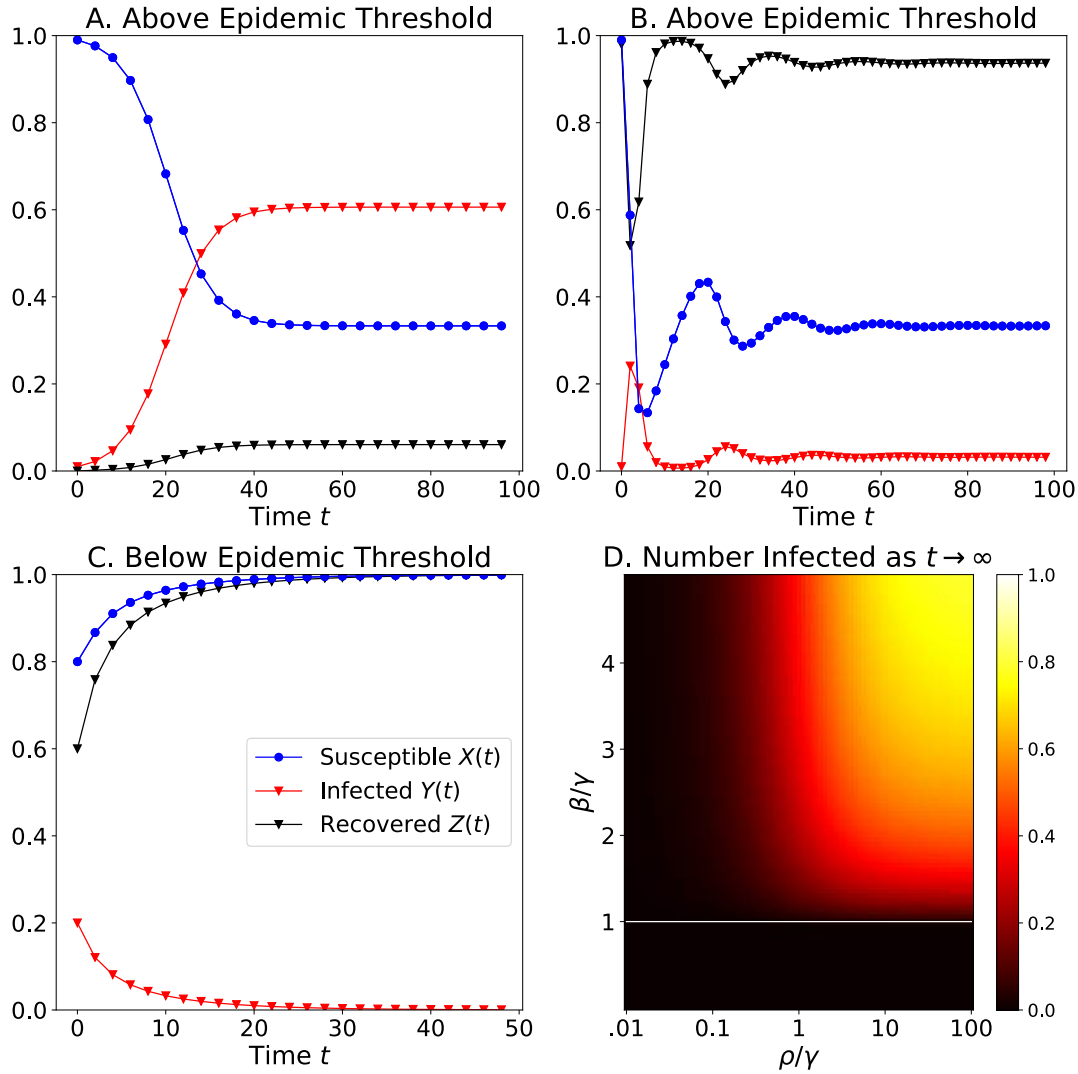 A. Above Epidemic Threshold
1.0
0.8
0.6
0.4
0.2
0.0
0 20 40 60 80 100
Time t
B. Above Epidemic Threshold
1.0
0.8
0.6
0.4
0.2
0.0
0 20 40 60 80 100
Time t
C. Below Epidemic Threshold
1.0
0.8
0.6
0.4
0.2
0.0
Susceptible X(t)
Infected Y(t)
Recovered Z(t)
0 10 20 30 40 50
Time t
D. Number Infected as t → ∞
β/γ
4
3
2
1
.01 0.1 1 10 100
ρ/γ
1.0
0.8
0.6
0.4
0.2
0.0